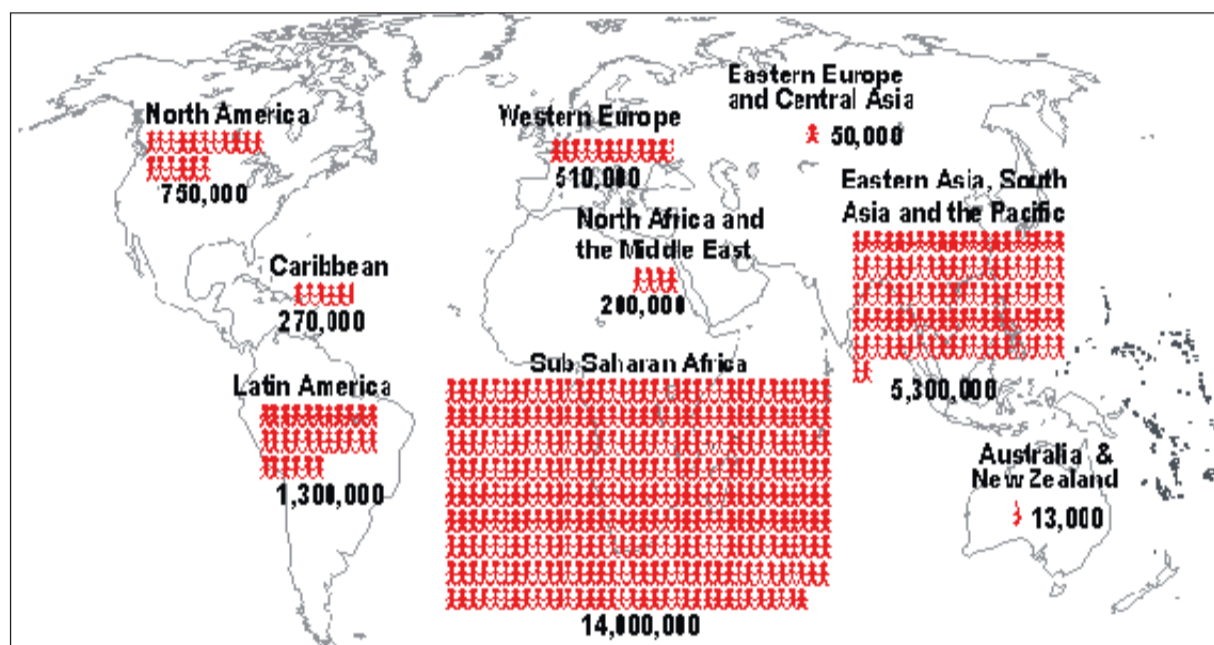 North America
750,000
Western Europe
510,000
Eastern Europe
and Central Asia
50,000
Eastern Asia, South
Asia and the Pacific
5,300,000
North Africa and
the Middle East
200,000
Caribbean
270,000
Latin America
1,300,000
Sub Saharan Africa
14,000,000
Australia &
New Zealand
13,000